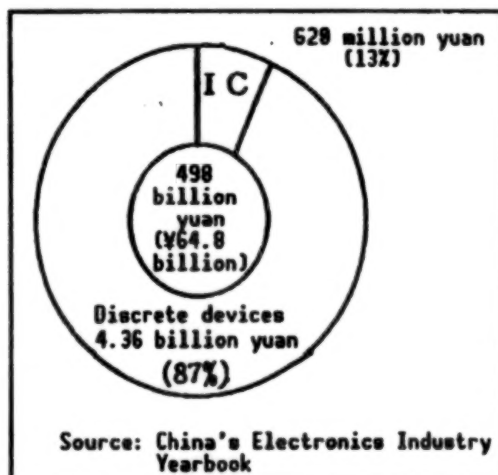 620 million yuan
(13%)
I C
498
billion
yuan
(¥64.8
billion)
Discrete devices
4.36 billion yuan
(87%)
Source: China's Electronics Industry
Yearbook